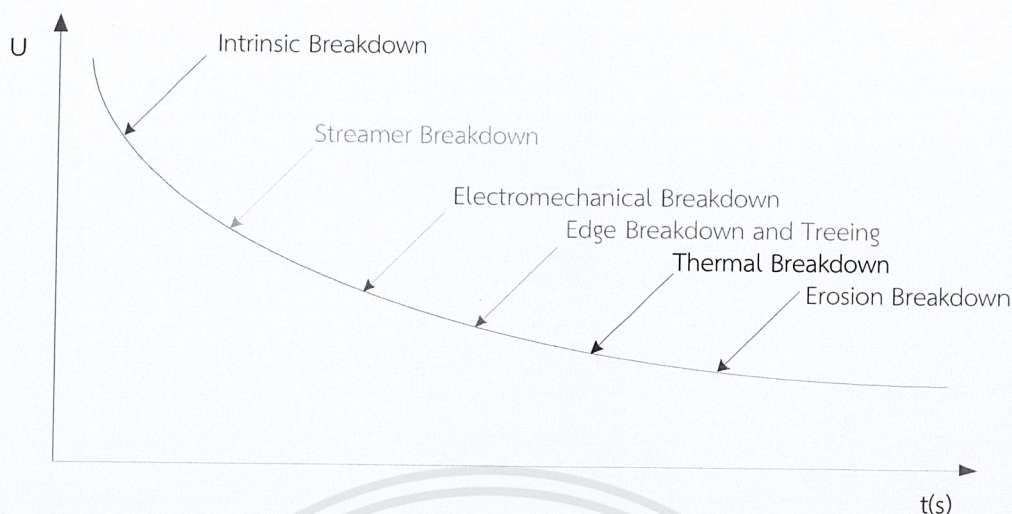 U
Intrinsic Breakdown
Streamer Breakdown
Electromechanical Breakdown
Edge Breakdown and Treeing
Thermal Breakdown
Erosion Breakdown
t(s)